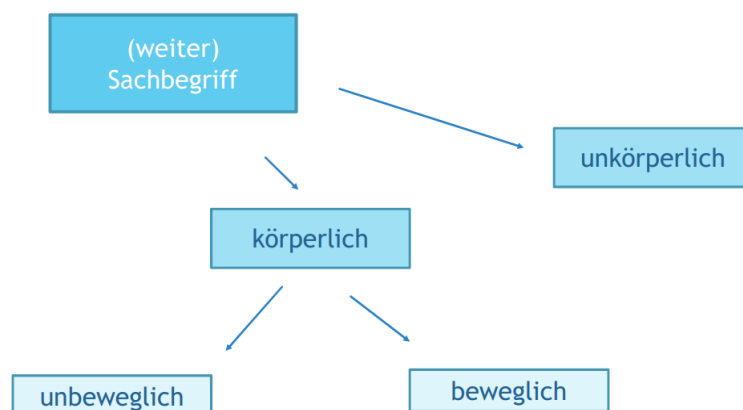 (weiter)
Sachbegriff
unkörperlich
körperlich
unbeweglich
beweglich